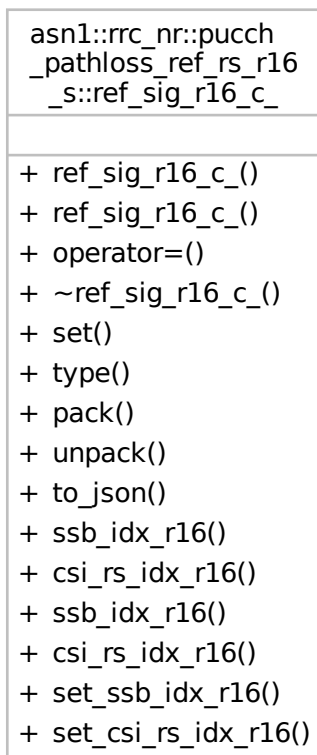 asn1::rrc_nr::pucch
_pathloss_ref_rs_r16
_s::ref_sig_r16_c_
+ ref_sig_r16_c_()
+ ref_sig_r16_c_()
+ operator=()
+ ~ref_sig_r16_c_()
+ set()
+ type()
+ pack()
+ unpack()
+ to_json()
+ ssb_idx_r16()
+ csi_rs_idx_r16()
+ ssb_idx_r16()
+ csi_rs_idx_r16()
+ set_ssb_idx_r16()
+ set_csi_rs_idx_r16()